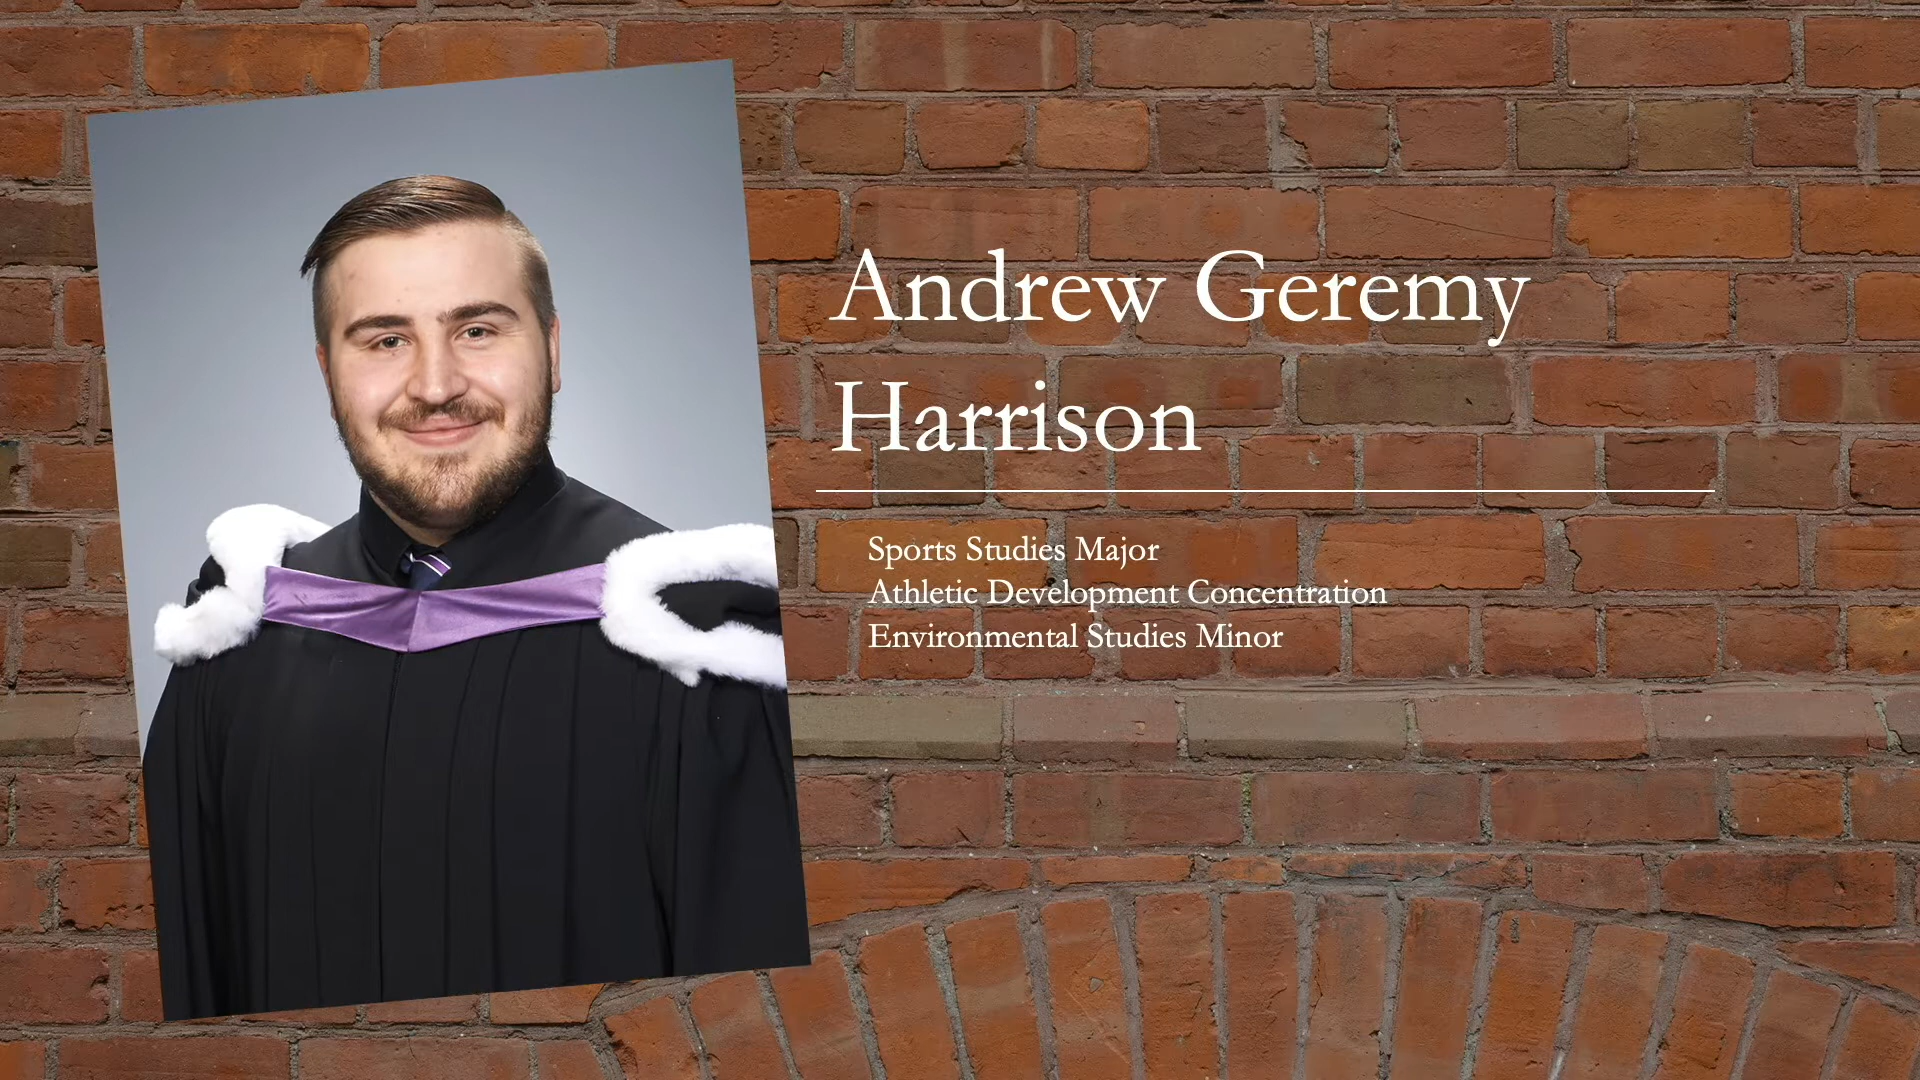 Andrew Geremy
Harrison
Sports Studies Major
Athletic Development Concentration
Environmental Studies Minor